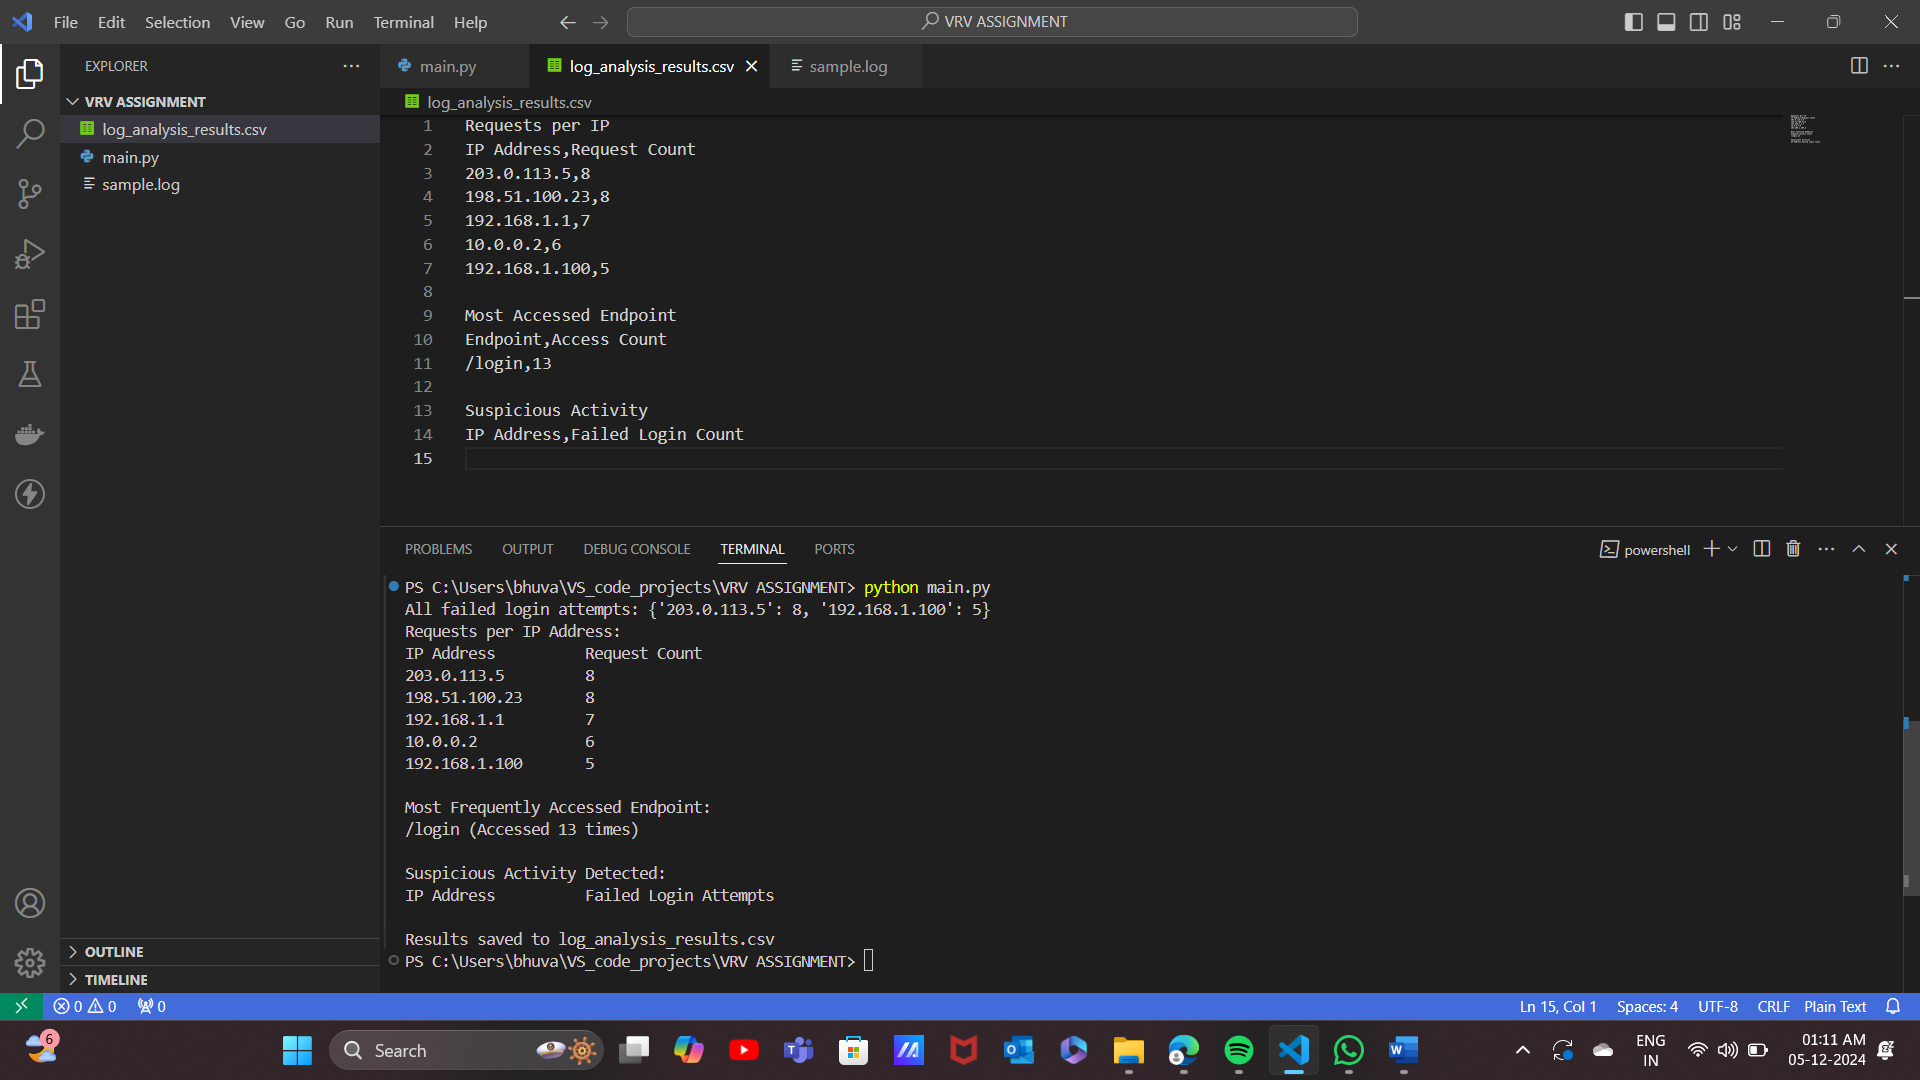 File Edit Selection View Go Run Terminal Help
VRV ASSIGNMENT
EXPLORER
VRV ASSIGNMENT
log_analysis_results.csv
main.py
sample.log
OUTLINE
TIMELINE
main.py
log_analysis_results.csv
sample.log
log_analysis_results.csv
1 Requests per IP
2 IP Address,Request Count
3 203.0.113.5,8
4 198.51.100.23,8
5 192.168.1.1,7
6 10.0.0.2,6
7 192.168.1.100,5
8
9 Most Accessed Endpoint
10 Endpoint,Access Count
11 /login,13
12
13 Suspicious Activity
14 IP Address,Failed Login Count
15
PROBLEMS OUTPUT DEBUG CONSOLE TERMINAL PORTS
powershell
PS C:\Users\bhuva\VS_code_projects\VRV ASSIGNMENT> python main.py
All failed login attempts: {'203.0.113.5': 8, '192.168.1.100': 5}
Requests per IP Address:
IP Address Request Count
203.0.113.5 8
198.51.100.23 8
192.168.1.1 7
10.0.0.2 6
192.168.1.100 5
Most Frequently Accessed Endpoint:
/login (Accessed 13 times)
Suspicious Activity Detected:
IP Address Failed Login Attempts
Results saved to log_analysis_results.csv
PS C:\Users\bhuva\VS_code_projects\VRV ASSIGNMENT>
0 0 0
Ln 15, Col 1 Spaces: 4 UTF-8 CRLF Plain Text
6
Search
ENG
IN
01:11 AM
05-12-2024